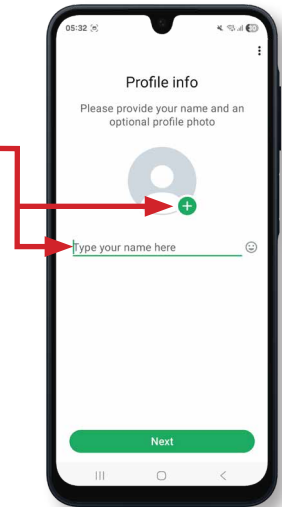 05:32
Profile info
Please provide your name and an
optional profile photo
Type your name here
Next